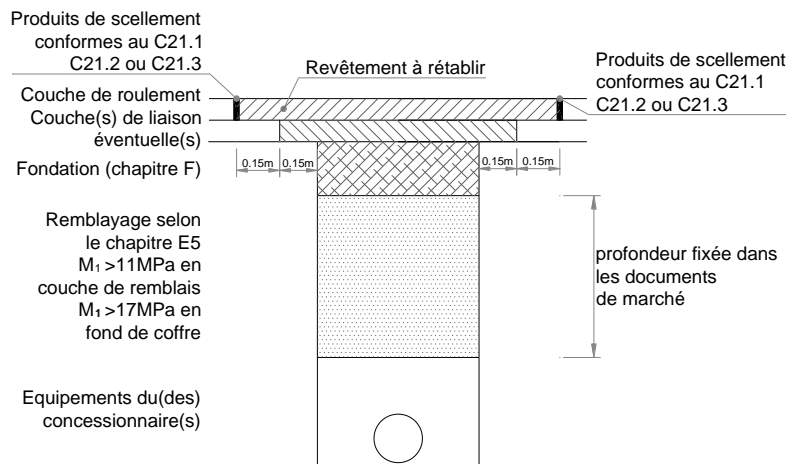 Produits de scellement
conformes au C21.1
C21.2 ou C21.3
Revêtement à rétablir
Produits de scellement
conformes au C21.1
C21.2 ou C21.3
Couche de roulement
Couche(s) de liaison
éventuelle(s)
Fondation (chapitre F)
0.15m
0.15m
0.15m
0.15m
Remblayage selon
le chapitre E5
M₁ >11MPa en
couche de remblais
M₁ >17MPa en
fond de coffre
profondeur fixée dans
les documents
de marché
Equipements du(des)
concessionnaire(s)